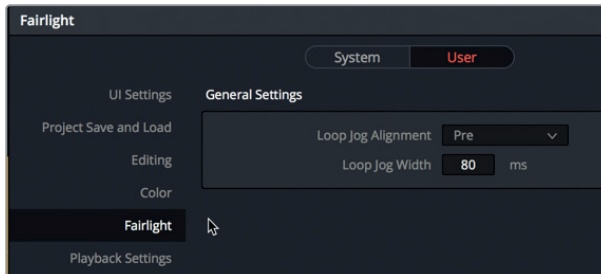 Fairlight
System User
UI Settings
General Settings
Project Save and Load
Loop Jog Alignment Pre
Editing
Loop Jog Width 80 ms
Color
Fairlight
Playback Settings